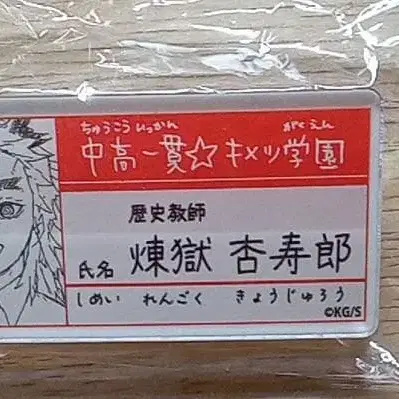 ちゅうこういっかん がくえん
中高一貫☆キメツ学園
歴史教師
氏名 煉獄 杏寿郎
しめい れんごく きょうじゅろう
©KG/S